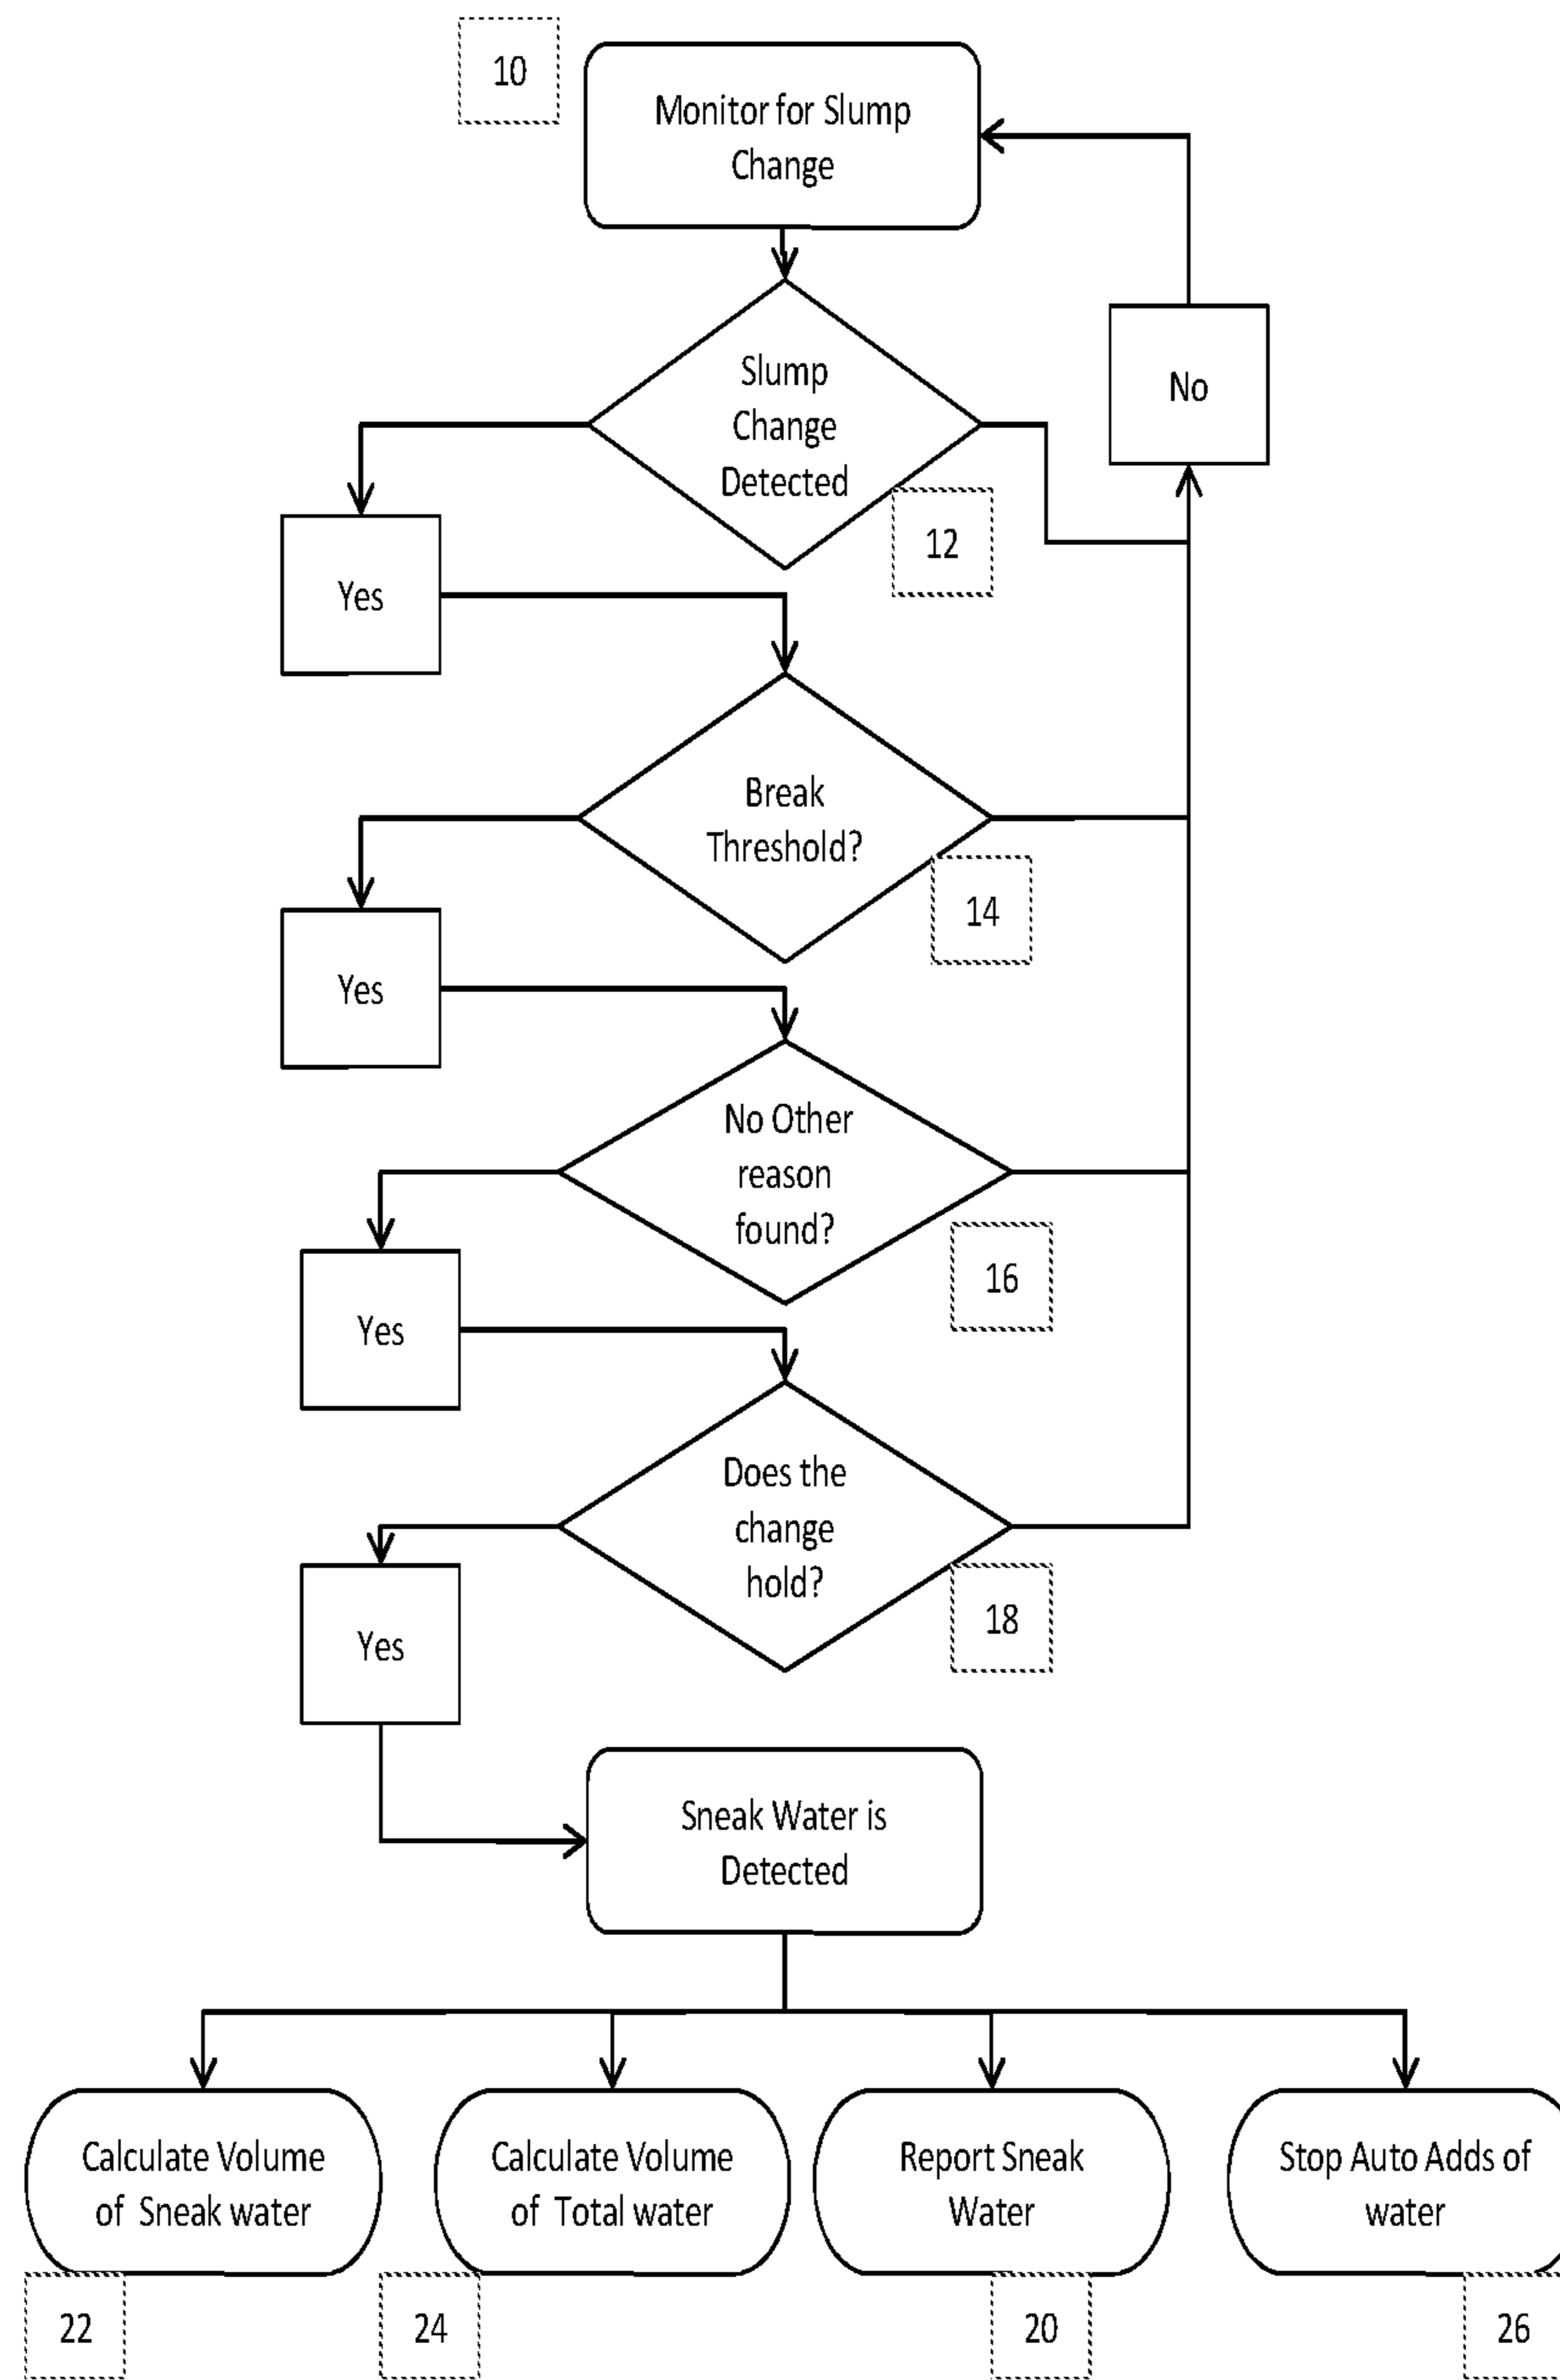 10
Monitor for Slump
Change
No
Slump
Change
Detected
12
Yes
Break
Threshold?
14
Yes
No Other
reason
found?
16
Yes
Does the
change
hold?
18
Yes
Sneak Water is
Detected
Calculate Volume
of Sneak water
Calculate Volume
of Total water
Report Sneak
Water
Stop Auto Adds of
water
22
24
20
26